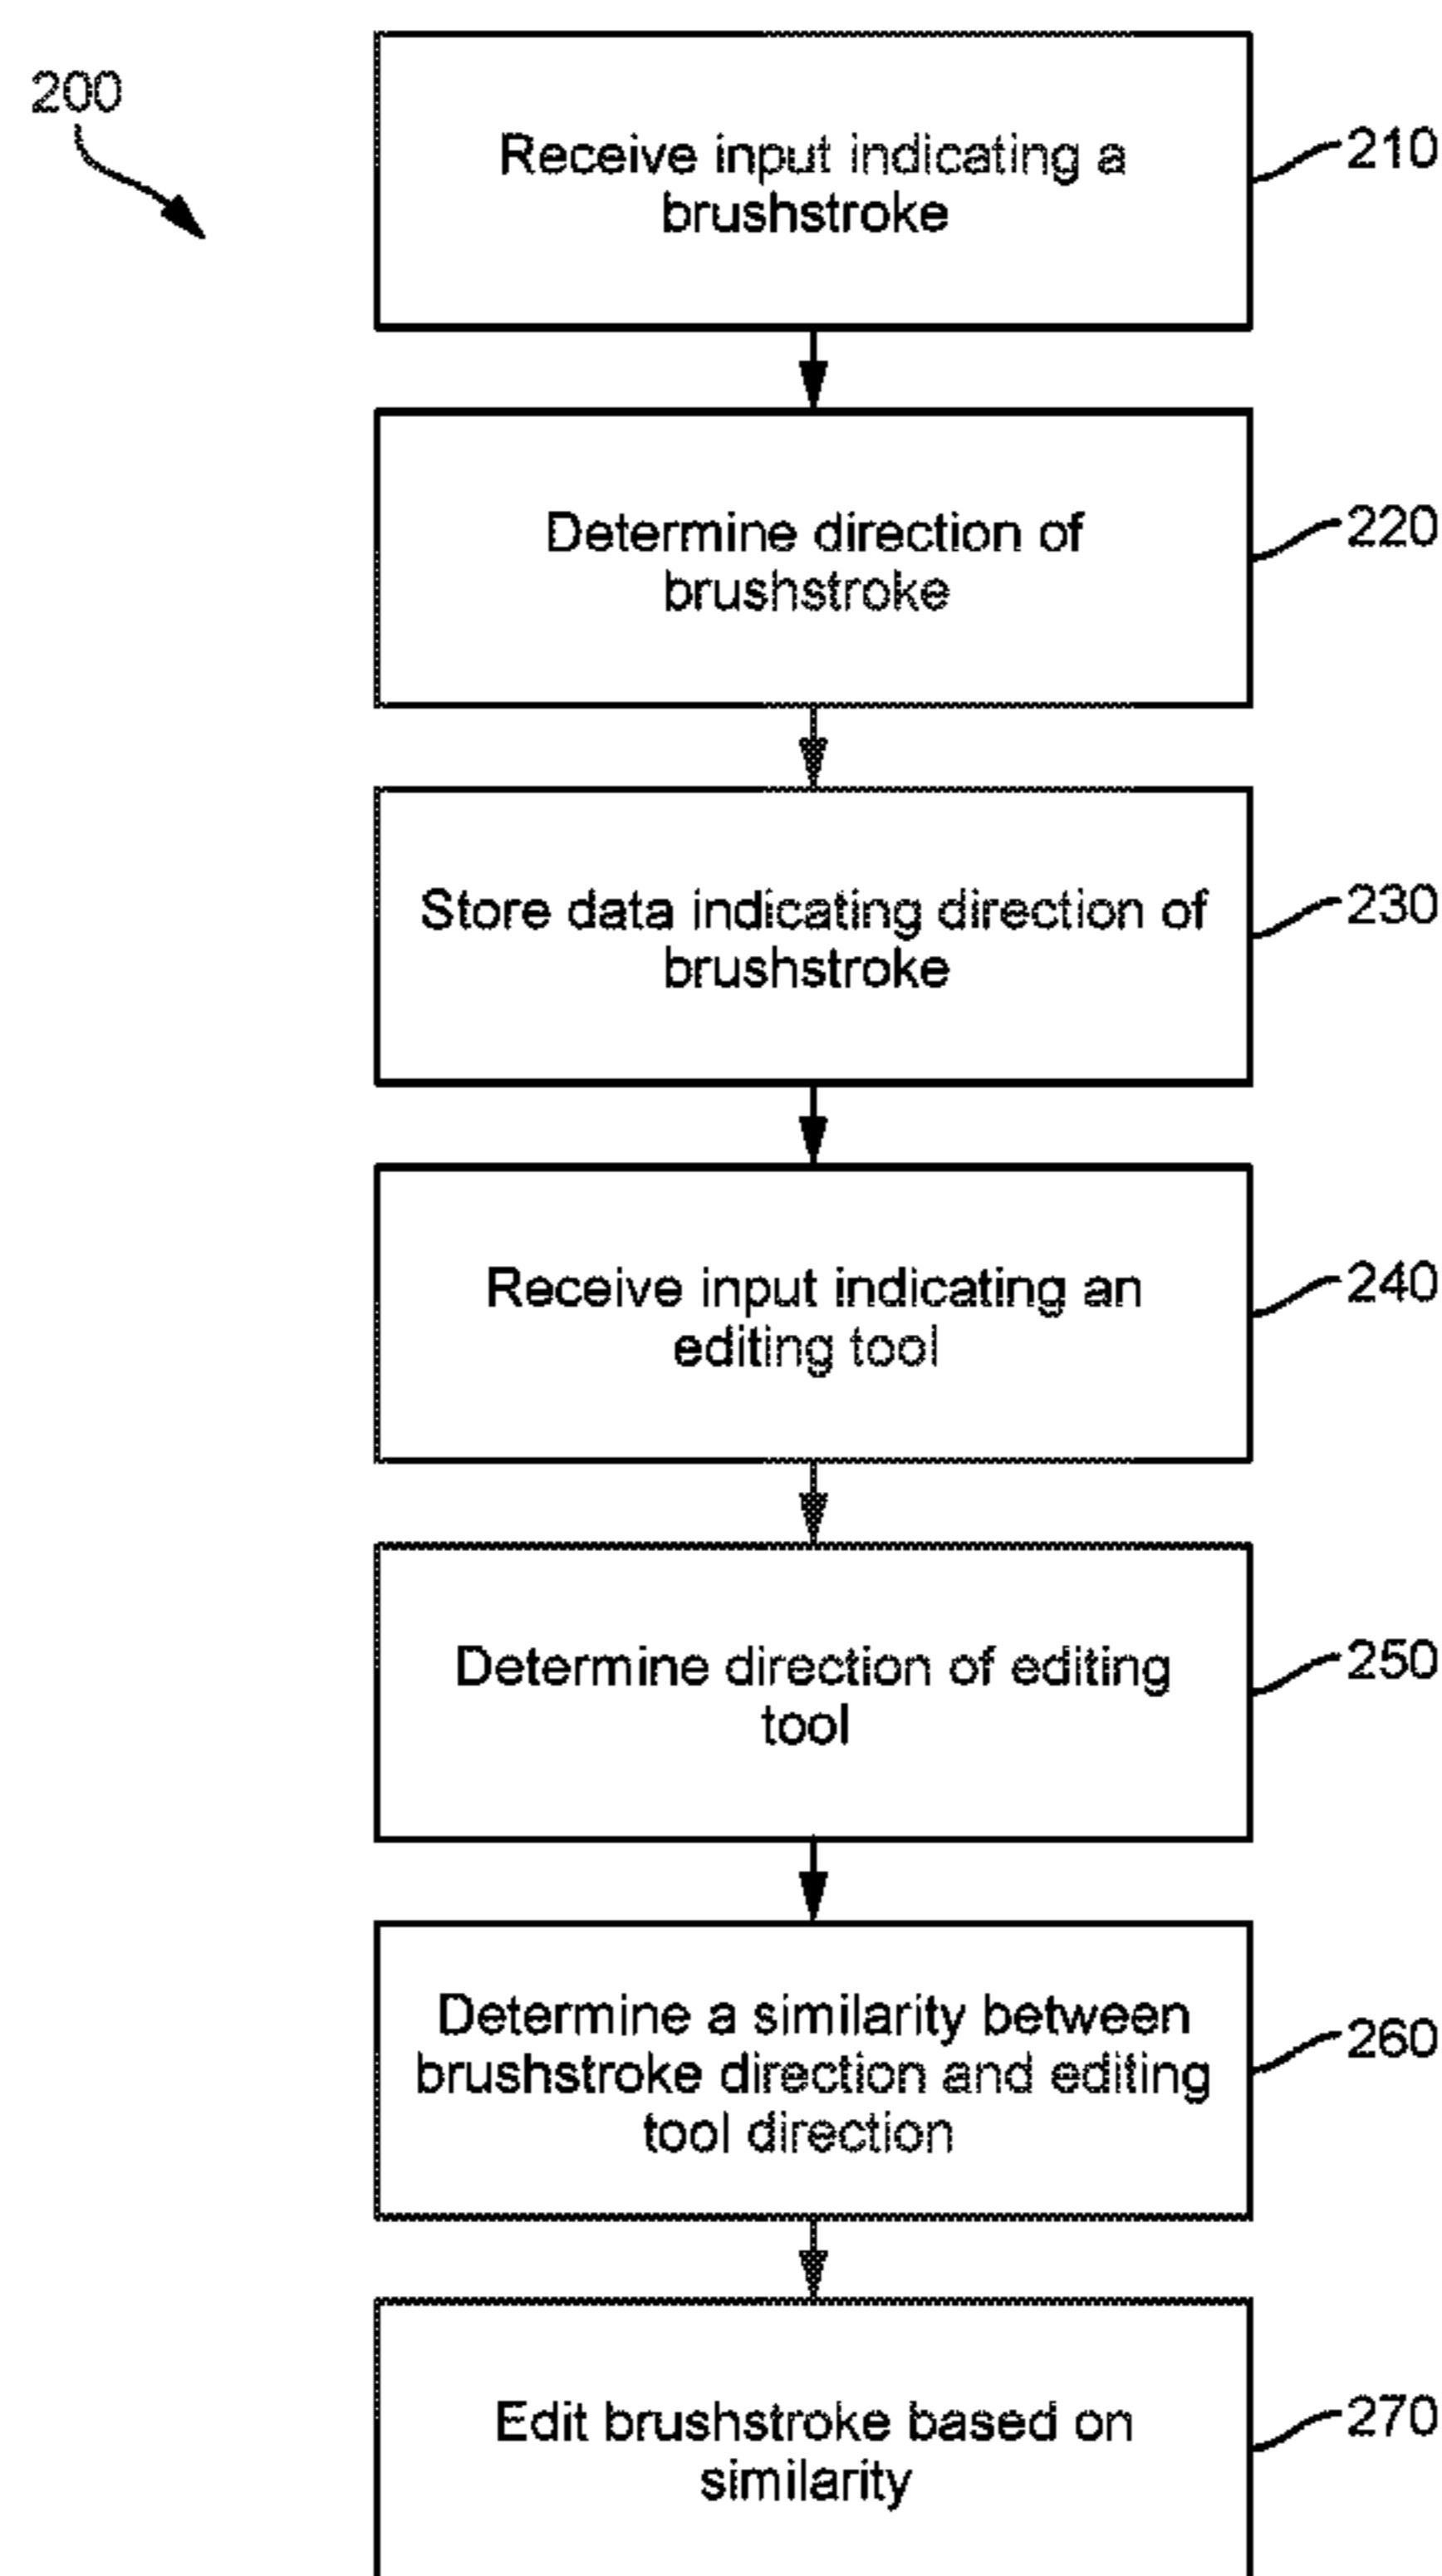 200
Receive input indicating a
brushstroke
210
Determine direction of
brushstroke
220
Store data indicating direction of
brushstroke
230
Receive input indicating an
editing tool
240
Determine direction of editing
tool
250
Determine a similarity between
brushstroke direction and editing
tool direction
260
Edit brushstroke based on
similarity
270